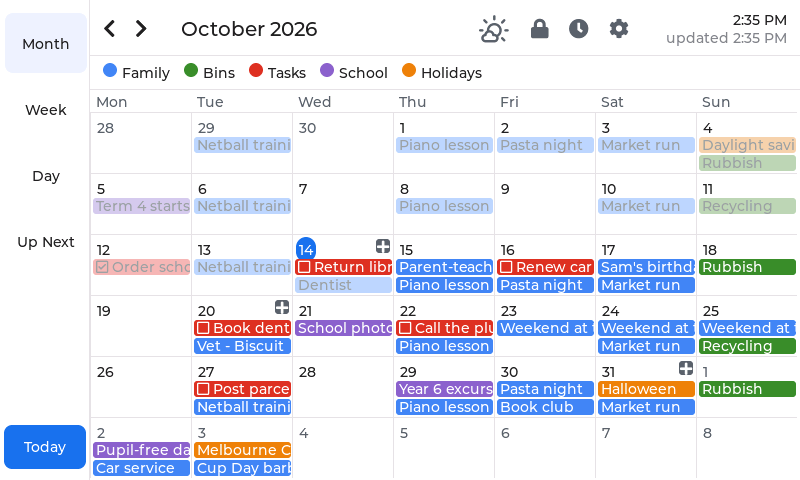 Month
Week
Day
Up Next
Today
October 2026
2:35 PM
updated 2:35 PM
Family Bins Tasks School Holidays
Mon Tue Wed Thu Fri Sat Sun
28 29 30 1 2 3 4
Netball traini Piano lesson Pasta night Market run Daylight savi
Rubbish
5 6 7 8 9 10 11
Term 4 starts Netball traini Piano lesson Market run Recycling
12 13 14 15 16 17 18
Order scho Netball traini Return libr Parent-teach Renew car Sam's birthd Rubbish
Dentist Piano lesson Pasta night Market run
19 20 21 22 23 24 25
Book dent School photo Call the plu Weekend at Weekend at Weekend at
Vet - Biscuit Piano lesson Market run Recycling
26 27 28 29 30 31 1
Post parce Year 6 excurs Pasta night Halloween Rubbish
Netball traini Piano lesson Book club Market run
2 3 4 5 6 7 8
Pupil-free da Melbourne C
Car service Cup Day barb